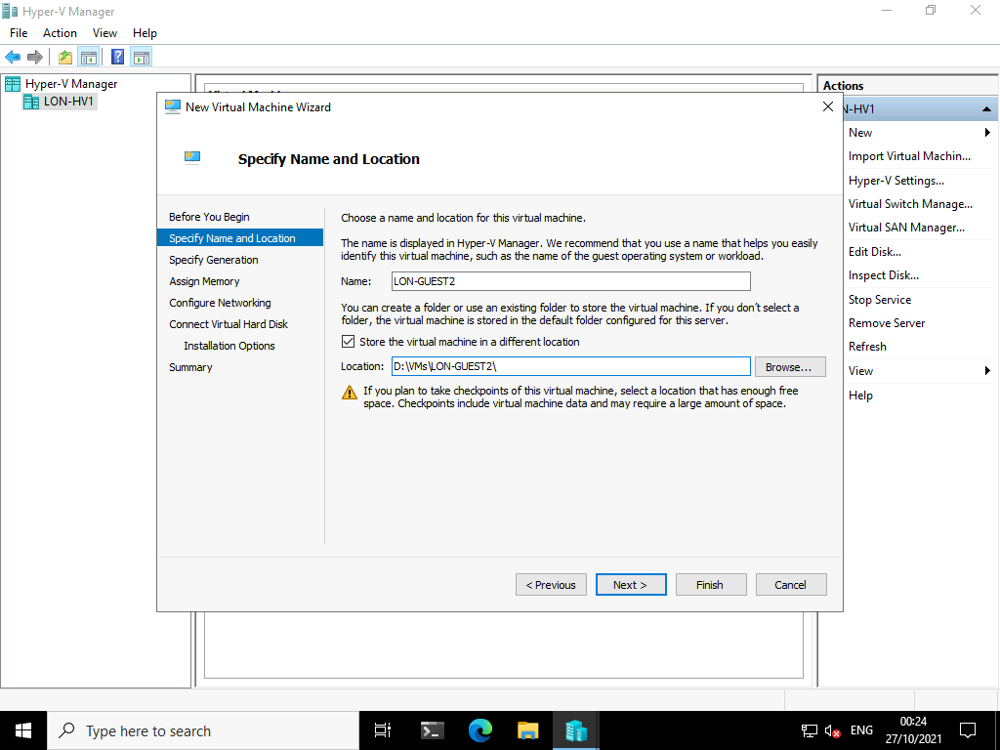 Hyper-V Manager
File Action View Help
Hyper-V Manager
LON-HV1
New Virtual Machine Wizard
Specify Name and Location
Before You Begin
Specify Name and Location
Specify Generation
Assign Memory
Configure Networking
Connect Virtual Hard Disk
Installation Options
Summary
Choose a name and location for this virtual machine.
The name is displayed in Hyper-V Manager. We recommend that you use a name that helps you easily
identify this virtual machine, such as the name of the guest operating system or workload.
Name: LON-GUEST2
You can create a folder or use an existing folder to store the virtual machine. If you don't select a
folder, the virtual machine is stored in the default folder configured for this server.
Store the virtual machine in a different location
Location: D:\VMs\LON-GUEST2\ Browse...
If you plan to take checkpoints of this virtual machine, select a location that has enough free
space. Checkpoints include virtual machine data and may require a large amount of space.
< Previous Next > Finish Cancel
Actions
N-HV1
New
Import Virtual Machin...
Hyper-V Settings...
Virtual Switch Manage...
Virtual SAN Manager...
Edit Disk...
Inspect Disk...
Stop Service
Remove Server
Refresh
View
Help
Type here to search
ENG
00:24
27/10/2021